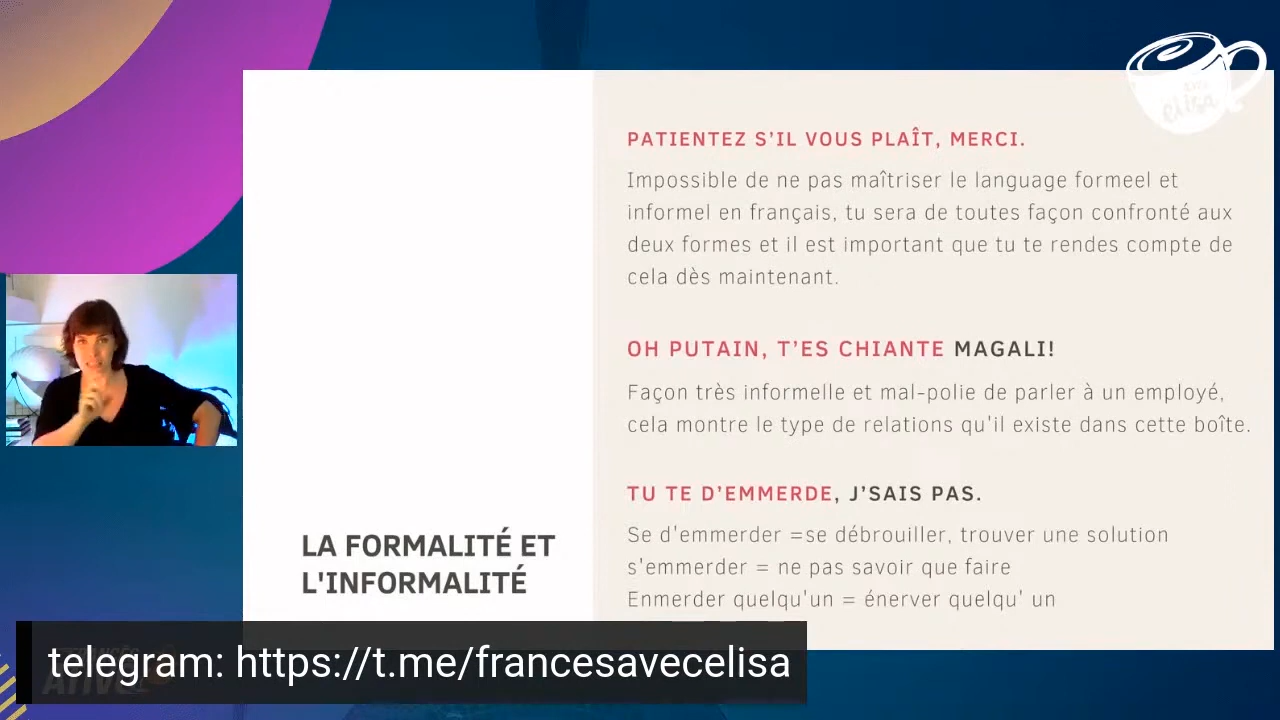 PATIENTEZ S'IL VOUS PLAÎT, MERCI.
Impossible de ne pas maîtriser le language formeel et
informel en français, tu sera de toutes façon confronté aux
deux formes et il est important que tu te rendes compte de
cela dès maintenant.
OH PUTAIN, T'ES CHIANTE MAGALI!
Façon très informelle et mal-polie de parler à un employé,
cela montre le type de relations qu'il existe dans cette boîte.
TU TE D'EMMERDE, J'SAIS PAS.
Se d'emmerder =se débrouiller, trouver une solution
s'emmerder = ne pas savoir que faire
Enmerder quelqu'un = énerver quelqu' un
LA FORMALITÉ ET
L'INFORMALITÉ
elisa
telegram: https://t.me/francesavecelisa